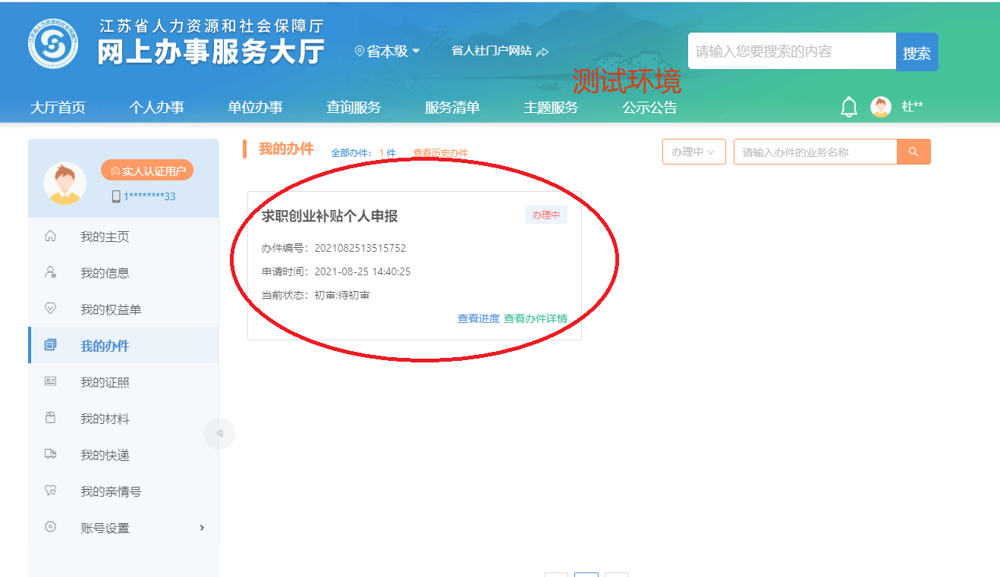 江苏省人力资源和社会保障厅
网上办事服务大厅
省本级
省人社门户网站
请输入您要搜索的内容
搜索
测试环境
大厅首页 个人办事 单位办事 查询服务 服务清单 主题服务 公示公告
杜**
实人认证用户
1********33
我的主页
我的信息
我的权益单
我的办件
我的证照
我的材料
我的快递
我的亲情号
账号设置
我的办件 全部办件: 1 件 查看历史办件
办理中
请输入办件的业务名称
求职创业补贴个人申报
办理中
办件编号: 2021082513515752
申请时间: 2021-08-25 14:40:25
当前状态: 初审:待初审
查看进度 查看办件详情